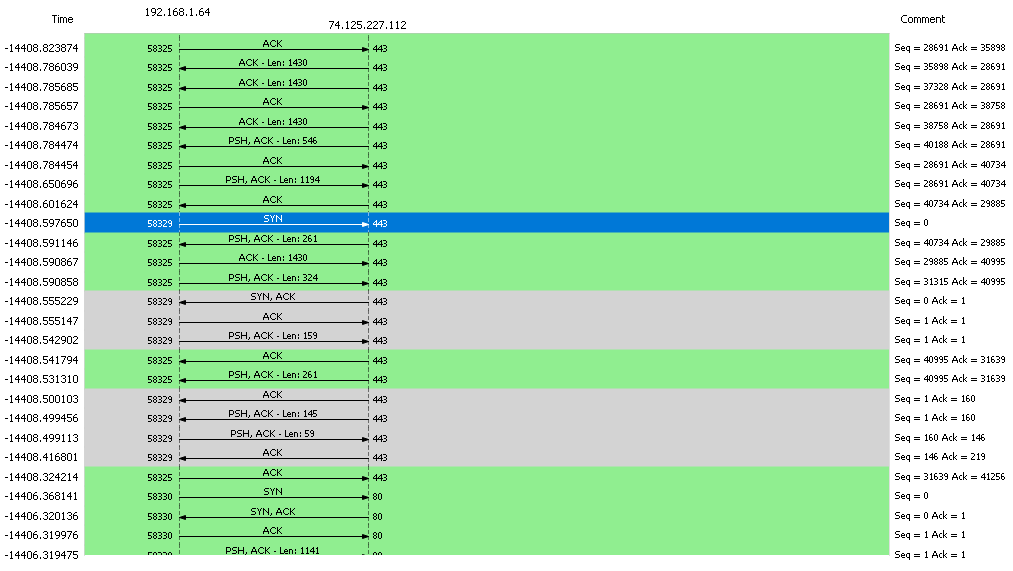 192.168.1.64
Time 74.125.227.112 Comment
-14408.823874 58325 ACK 443 Seq = 28691 Ack = 35898
-14408.786039 58325 ACK - Len: 1430 443 Seq = 35898 Ack = 28691
-14408.785685 58325 ACK - Len: 1430 443 Seq = 37328 Ack = 28691
-14408.785657 58325 ACK 443 Seq = 28691 Ack = 38758
-14408.784673 58325 ACK - Len: 1430 443 Seq = 38758 Ack = 28691
-14408.784474 58325 PSH, ACK - Len: 546 443 Seq = 40188 Ack = 28691
-14408.784454 58325 ACK 443 Seq = 28691 Ack = 40734
-14408.650696 58325 PSH, ACK - Len: 1194 443 Seq = 28691 Ack = 40734
-14408.601624 58325 ACK 443 Seq = 40734 Ack = 29885
-14408.597650 58329 SYN 443 Seq = 0
-14408.591146 58325 PSH, ACK - Len: 261 443 Seq = 40734 Ack = 29885
-14408.590867 58325 ACK - Len: 1430 443 Seq = 29885 Ack = 40995
-14408.590858 58325 PSH, ACK - Len: 324 443 Seq = 31315 Ack = 40995
-14408.555229 58329 SYN, ACK 443 Seq = 0 Ack = 1
-14408.555147 58329 ACK 443 Seq = 1 Ack = 1
-14408.542902 58329 PSH, ACK - Len: 159 443 Seq = 1 Ack = 1
-14408.541794 58325 ACK 443 Seq = 40995 Ack = 31639
-14408.531310 58325 PSH, ACK - Len: 261 443 Seq = 40995 Ack = 31639
-14408.500103 58329 ACK 443 Seq = 1 Ack = 160
-14408.499456 58329 PSH, ACK - Len: 145 443 Seq = 1 Ack = 160
-14408.499113 58329 PSH, ACK - Len: 59 443 Seq = 160 Ack = 146
-14408.416801 58329 ACK 443 Seq = 146 Ack = 219
-14408.324214 58325 ACK 443 Seq = 31639 Ack = 41256
-14406.368141 58330 SYN 80 Seq = 0
-14406.320136 58330 SYN, ACK 80 Seq = 0 Ack = 1
-14406.319976 58330 ACK 80 Seq = 1 Ack = 1
-14406.319475 PSH, ACK - Len: 1141 Seq = 1 Ack = 1